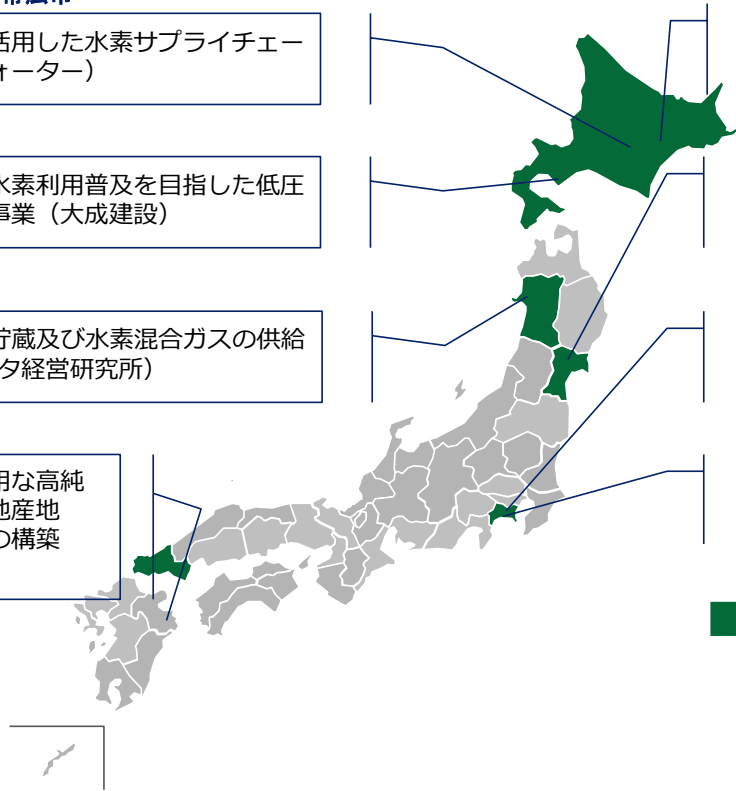 帯広市
活用した水素サプライチェー
ォーター）
水素利用普及を目指した低圧
事業（大成建設）
貯蔵及び水素混合ガスの供給
タ経営研究所）
用な高純
地産地
の構築